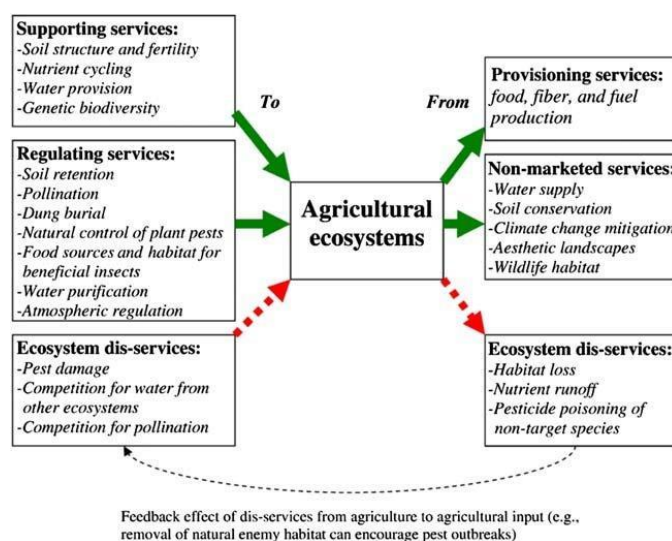 Supporting services:
-Soil structure and fertility
-Nutrient cycling
-Water provision
-Genetic biodiversity
To
From
Provisioning services:
food, fiber, and fuel
production
Regulating services:
-Soil retention
-Pollination
-Dung burial
-Natural control of plant pests
-Food sources and habitat for
beneficial insects
-Water purification
-Atmospheric regulation
Agricultural
ecosystems
Non-marketed services:
-Water supply
-Soil conservation
-Climate change mitigation
-Aesthetic landscapes
-Wildlife habitat
Ecosystem dis-services:
-Pest damage
-Competition for water from
other ecosystems
-Competition for pollination
Ecosystem dis-services:
-Habitat loss
-Nutrient runoff
-Pesticide poisoning of
non-target species
Feedback effect of dis-services from agriculture to agricultural input (e.g.,
removal of natural enemy habitat can encourage pest outbreaks)